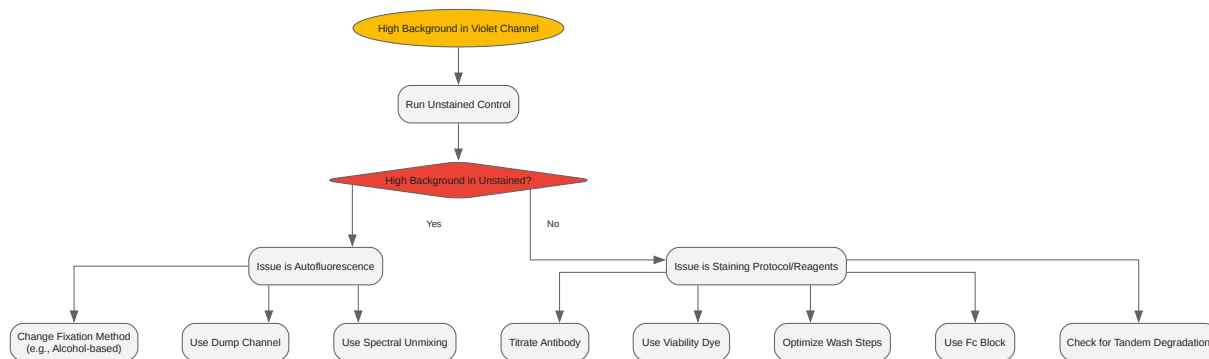 High Background in Violet Channel
Run Unstained Control
High Background in Unstained?
Yes
No
Issue is Autofluorescence
Issue is Staining Protocol/Reagents
Change Fixation Method
(e.g., Alcohol-based)
Use Dump Channel
Use Spectral Unmixing
Titrate Antibody
Use Viability Dye
Optimize Wash Steps
Use Fc Block
Check for Tandem Degradation